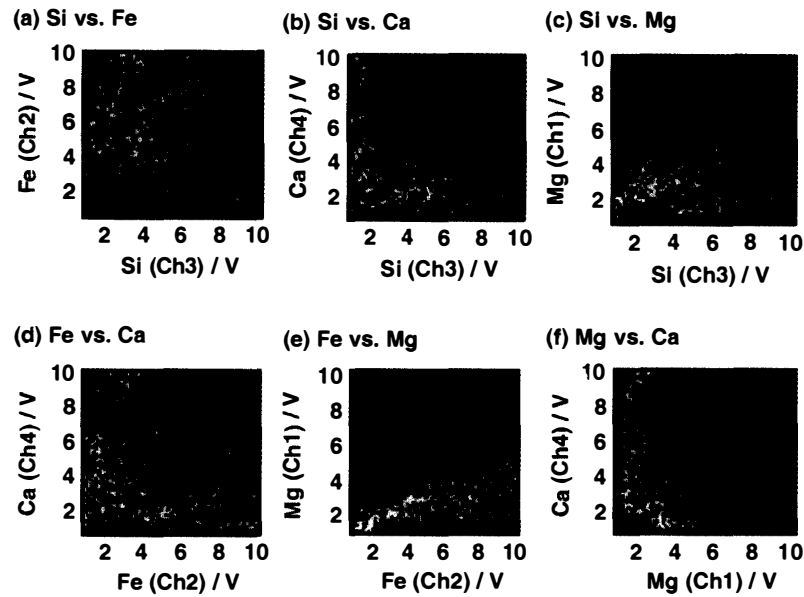 (a) Si vs. Fe
Fe (Ch2) / V
10
8
6
4
2
2 4 6 8 10
Si (Ch3) / V
(b) Si vs. Ca
Ca (Ch4) / V
10
8
6
4
2
2 4 6 8 10
Si (Ch3) / V
(c) Si vs. Mg
Mg (Ch1) / V
10
8
6
4
2
2 4 6 8 10
Si (Ch3) / V
(d) Fe vs. Ca
Ca (Ch4) / V
10
8
6
4
2
2 4 6 8 10
Fe (Ch2) / V
(e) Fe vs. Mg
Mg (Ch1) / V
10
8
6
4
2
2 4 6 8 10
Fe (Ch2) / V
(f) Mg vs. Ca
Ca (Ch4) / V
10
8
6
4
2
2 4 6 8 10
Mg (Ch1) / V